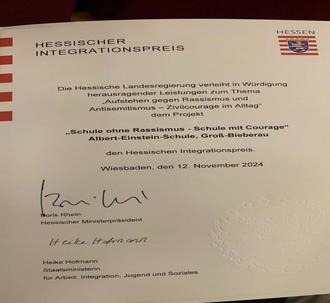 HESSISCHER
INTEGRATIONSPREIS
HESSEN
Die Hessische Landesregierung verleiht in Würdigung
herausragender Leistungen zum Thema
„Aufstehen gegen Rassismus und
Antisemitismus – Zivilcourage im Alltag“
dem Projekt
„Schule ohne Rassismus - Schule mit Courage“
Albert-Einstein-Schule, Groß-Bieberau
den Hessischen Integrationspreis.
Wiesbaden, den 12. November 2024
Boris Rhein
Hessischer Ministerpräsident
Heike Hofmann
Heike Hofmann
Staatsministerin
für Arbeit, Integration, Jugend und Soziales